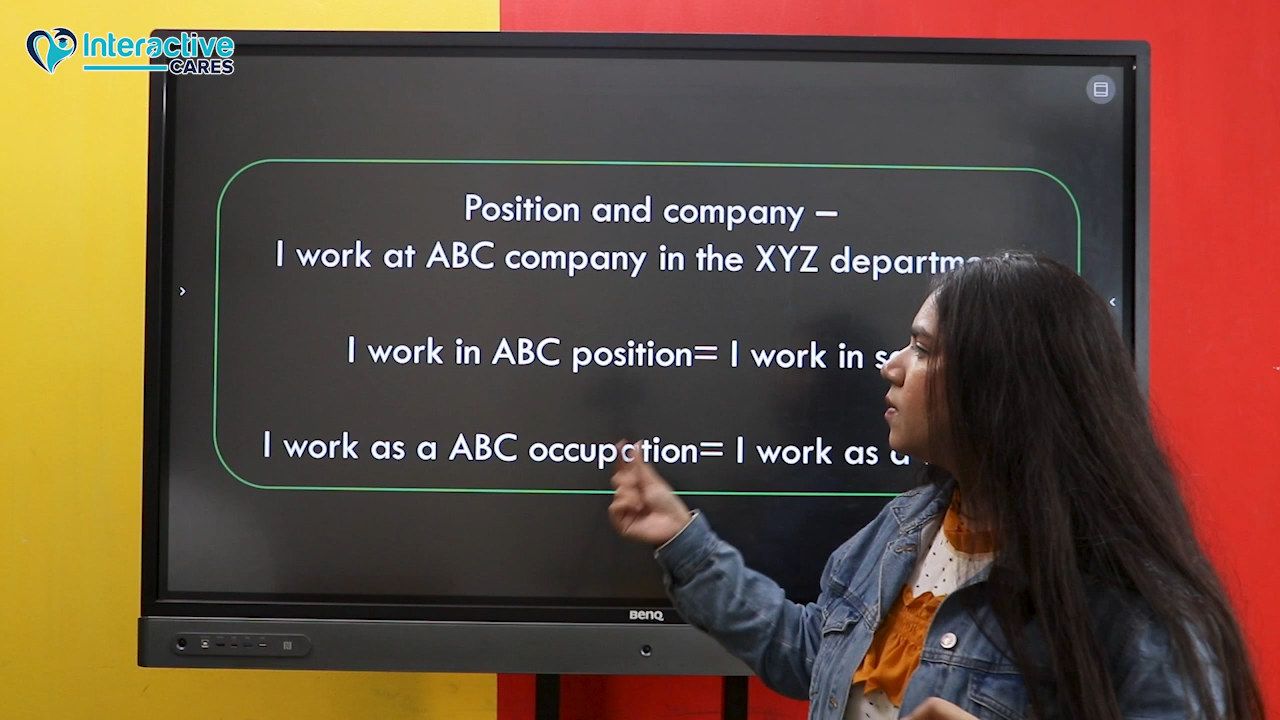 Interactive
CARES
Position and company –
I work at ABC company in the XYZ
I work in ABC position= I work in
I work as a ABC occupation= I work as a
BenQ